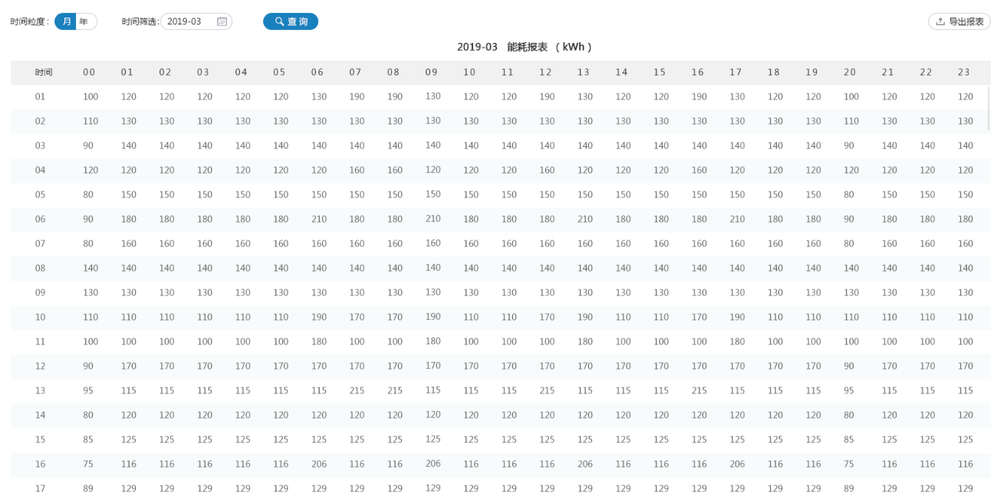 时间粒度： 月 年 时间筛选: 2019-03 查询 导出报表
2019-03 能耗报表 （kWh）
时间 00 01 02 03 04 05 06 07 08 09 10 11 12 13 14 15 16 17 18 19 20 21 22 23
01 100 120 120 120 120 120 130 190 190 130 120 120 190 130 120 120 190 130 120 120 100 120 120 120
02 110 130 130 130 130 130 130 130 130 130 130 130 130 130 130 130 130 130 130 130 110 130 130 130
03 90 140 140 140 140 140 140 140 140 140 140 140 140 140 140 140 140 140 140 140 90 140 140 140
04 120 120 120 120 120 120 120 160 160 120 120 120 160 120 120 120 160 120 120 120 120 120 120 120
05 80 150 150 150 150 150 150 150 150 150 150 150 150 150 150 150 150 150 150 150 80 150 150 150
06 90 180 180 180 180 180 210 180 180 210 180 180 180 210 180 180 180 210 180 180 90 180 180 180
07 80 160 160 160 160 160 160 160 160 160 160 160 160 160 160 160 160 160 160 160 80 160 160 160
08 140 140 140 140 140 140 140 140 140 140 140 140 140 140 140 140 140 140 140 140 140 140 140 140
09 130 130 130 130 130 130 130 130 130 130 130 130 130 130 130 130 130 130 130 130 130 130 130 130
10 110 110 110 110 110 110 190 170 170 190 110 110 170 190 110 110 170 190 110 110 110 110 110 110
11 100 100 100 100 100 100 180 100 100 180 100 100 100 180 100 100 100 180 100 100 100 100 100 100
12 90 170 170 170 170 170 170 170 170 170 170 170 170 170 170 170 170 170 170 170 90 170 170 170
13 95 115 115 115 115 115 115 215 215 115 115 115 215 115 115 115 215 115 115 115 95 115 115 115
14 80 120 120 120 120 120 120 120 120 120 120 120 120 120 120 120 120 120 120 120 80 120 120 120
15 85 125 125 125 125 125 125 125 125 125 125 125 125 125 125 125 125 125 125 125 85 125 125 125
16 75 116 116 116 116 116 206 116 116 206 116 116 116 206 116 116 116 206 116 116 75 116 116 116
17 89 129 129 129 129 129 129 129 129 129 129 129 129 129 129 129 129 129 129 129 89 129 129 129